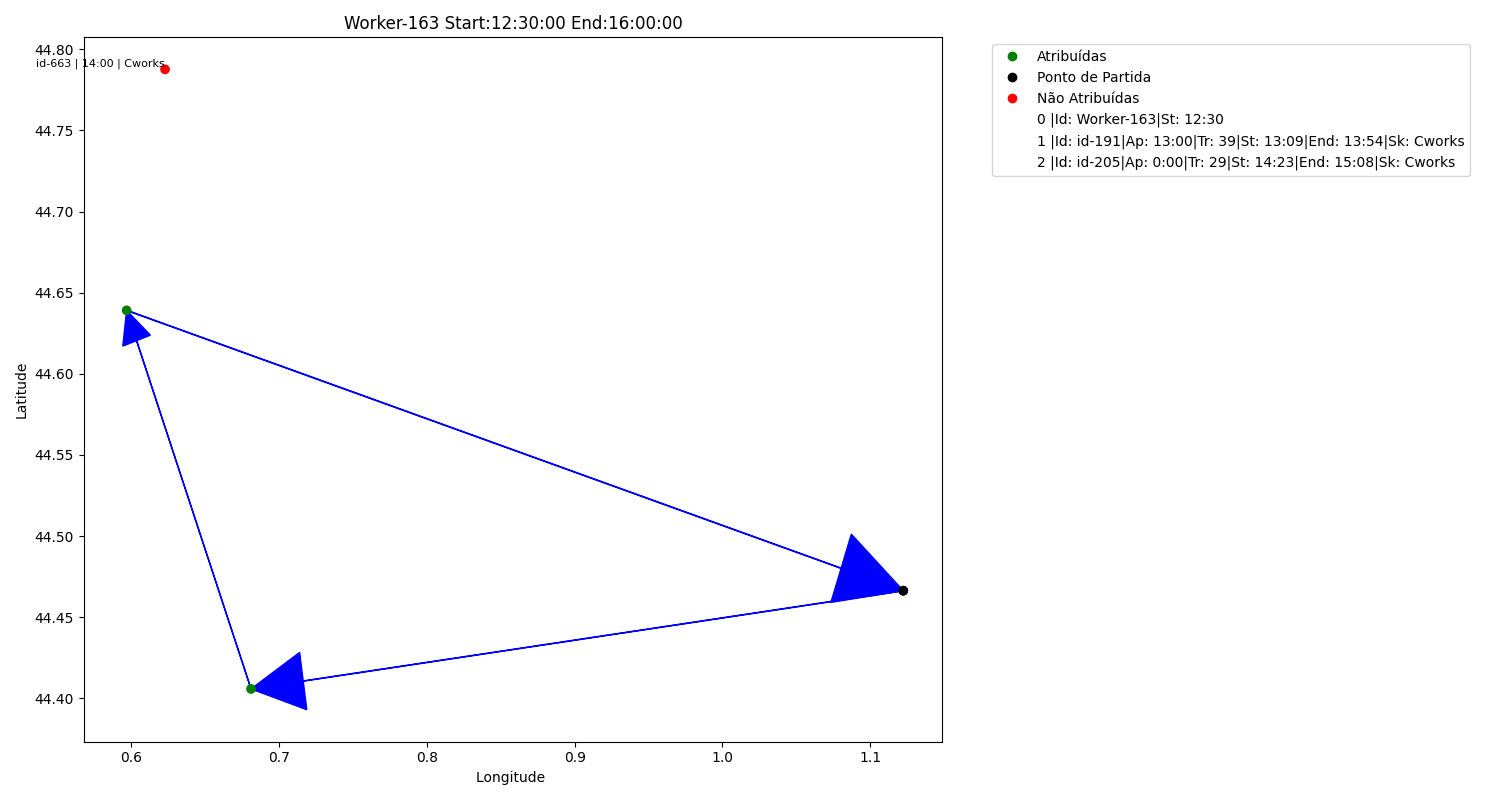 Worker-163 Start:12:30:00 End:16:00:00
44.80
id-663 | 14:00 | Cworks
44.75
44.70
44.65
44.60
44.55
44.50
44.45
44.40
Latitude
0.6 0.7 0.8 0.9 1.0 1.1
Longitude
Atribuídas
Ponto de Partida
Não Atribuídas
0 |Id: Worker-163|St: 12:30
1 |Id: id-191|Ap: 13:00|Tr: 39|St: 13:09|End: 13:54|Sk: Cworks
2 |Id: id-205|Ap: 0:00|Tr: 29|St: 14:23|End: 15:08|Sk: Cworks